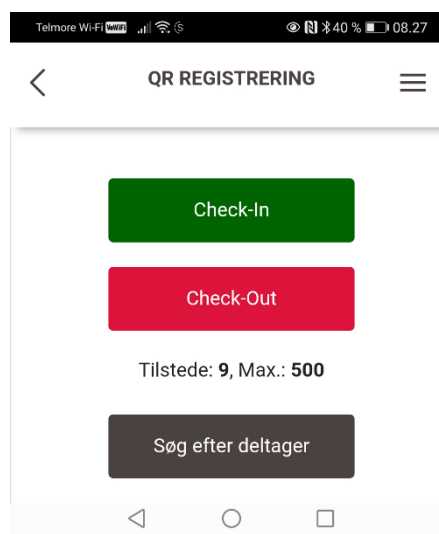 Telmore Wi-Fi VoWiFi 40 % 08.27
QR REGISTRERING
Check-In
Check-Out
Tilstede: 9, Max.: 500
Søg efter deltager